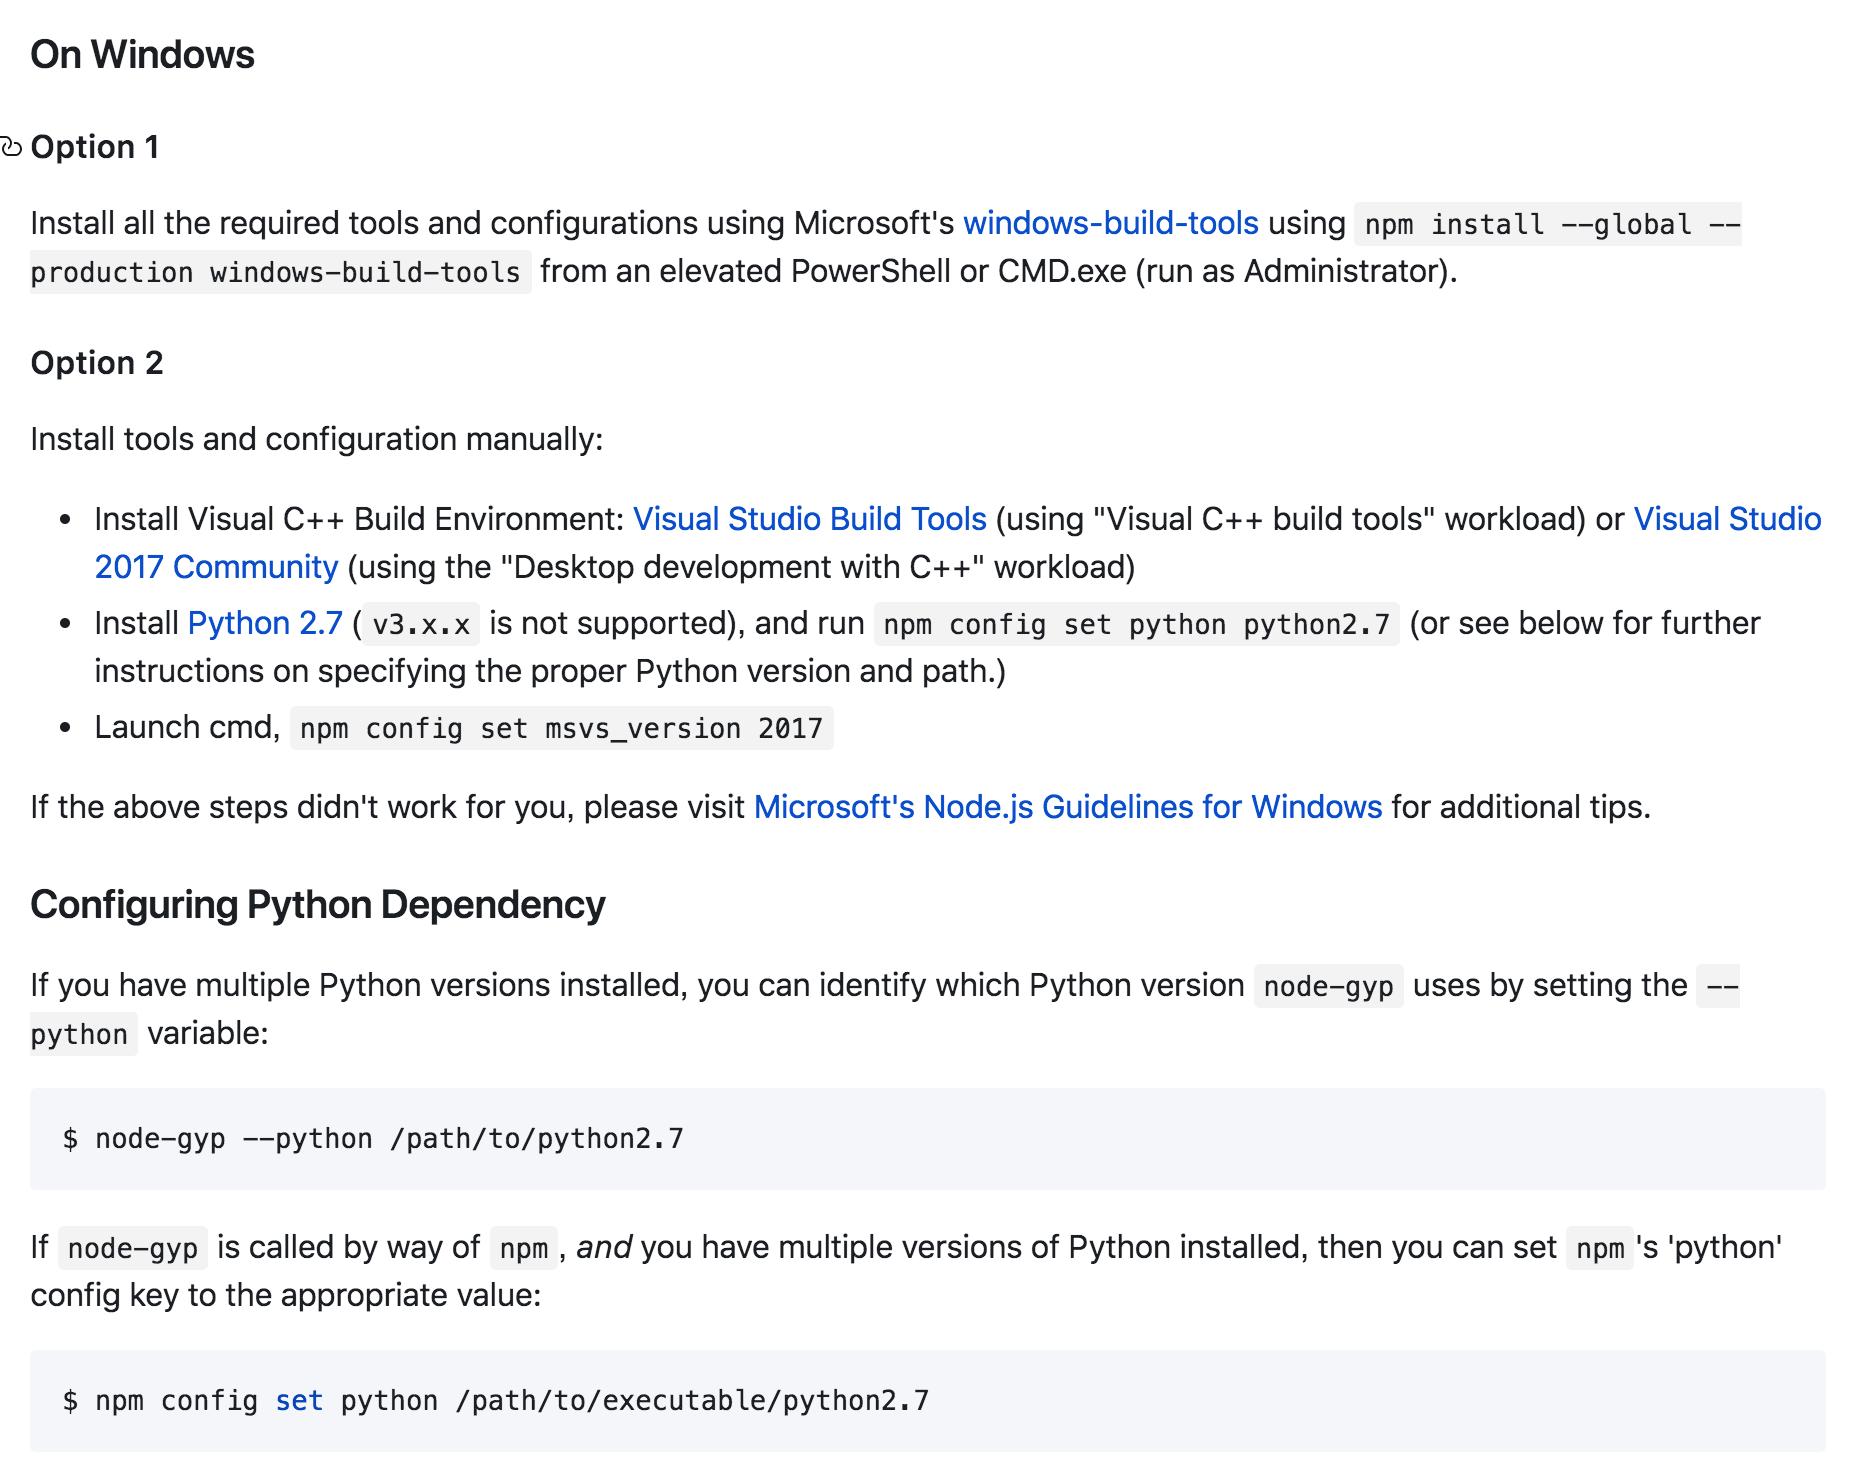 On Windows
Option 1
Install all the required tools and configurations using Microsoft's windows-build-tools using npm install --global --
production windows-build-tools from an elevated PowerShell or CMD.exe (run as Administrator).
Option 2
Install tools and configuration manually:
• Install Visual C++ Build Environment: Visual Studio Build Tools (using "Visual C++ build tools" workload) or Visual Studio
2017 Community (using the "Desktop development with C++" workload)
• Install Python 2.7 (v3.x.x is not supported), and run npm config set python python2.7 (or see below for further
instructions on specifying the proper Python version and path.)
• Launch cmd, npm config set msvs_version 2017
If the above steps didn't work for you, please visit Microsoft's Node.js Guidelines for Windows for additional tips.
Configuring Python Dependency
If you have multiple Python versions installed, you can identify which Python version node-gyp uses by setting the --
python variable:
$ node-gyp --python /path/to/python2.7
If node-gyp is called by way of npm, and you have multiple versions of Python installed, then you can set npm's 'python'
config key to the appropriate value:
$ npm config set python /path/to/executable/python2.7